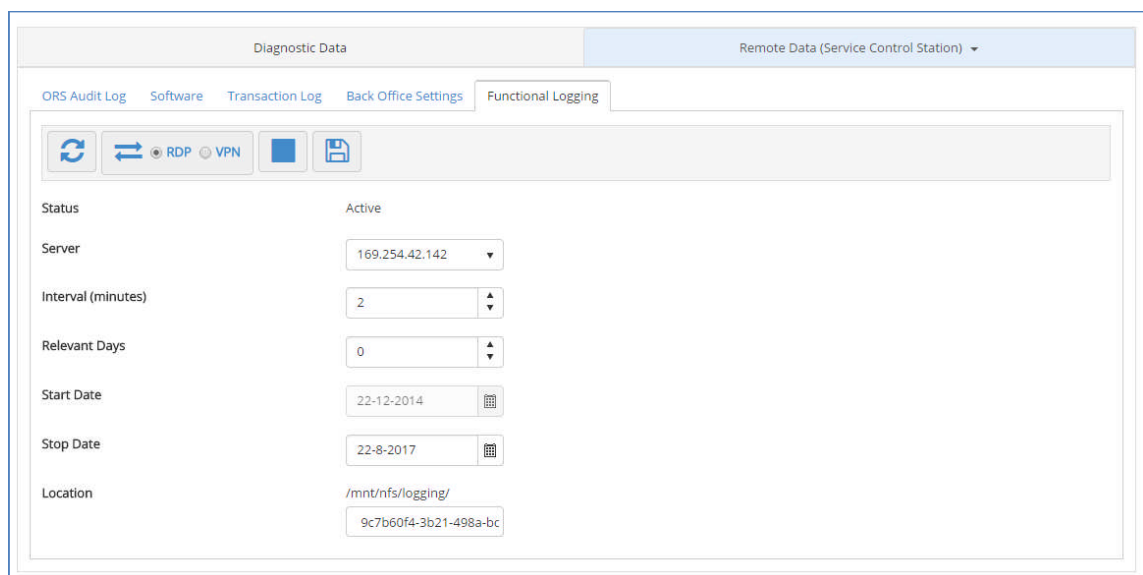 Diagnostic Data Remote Data (Service Control Station)
ORS Audit Log Software Transaction Log Back Office Settings Functional Logging
RDP VPN
Status Active
Server 169.254.42.142
Interval (minutes) 2
Relevant Days 0
Start Date 22-12-2014
Stop Date 22-8-2017
Location /mnt/nfs/logging/
9c7b60f4-3b21-498a-bc